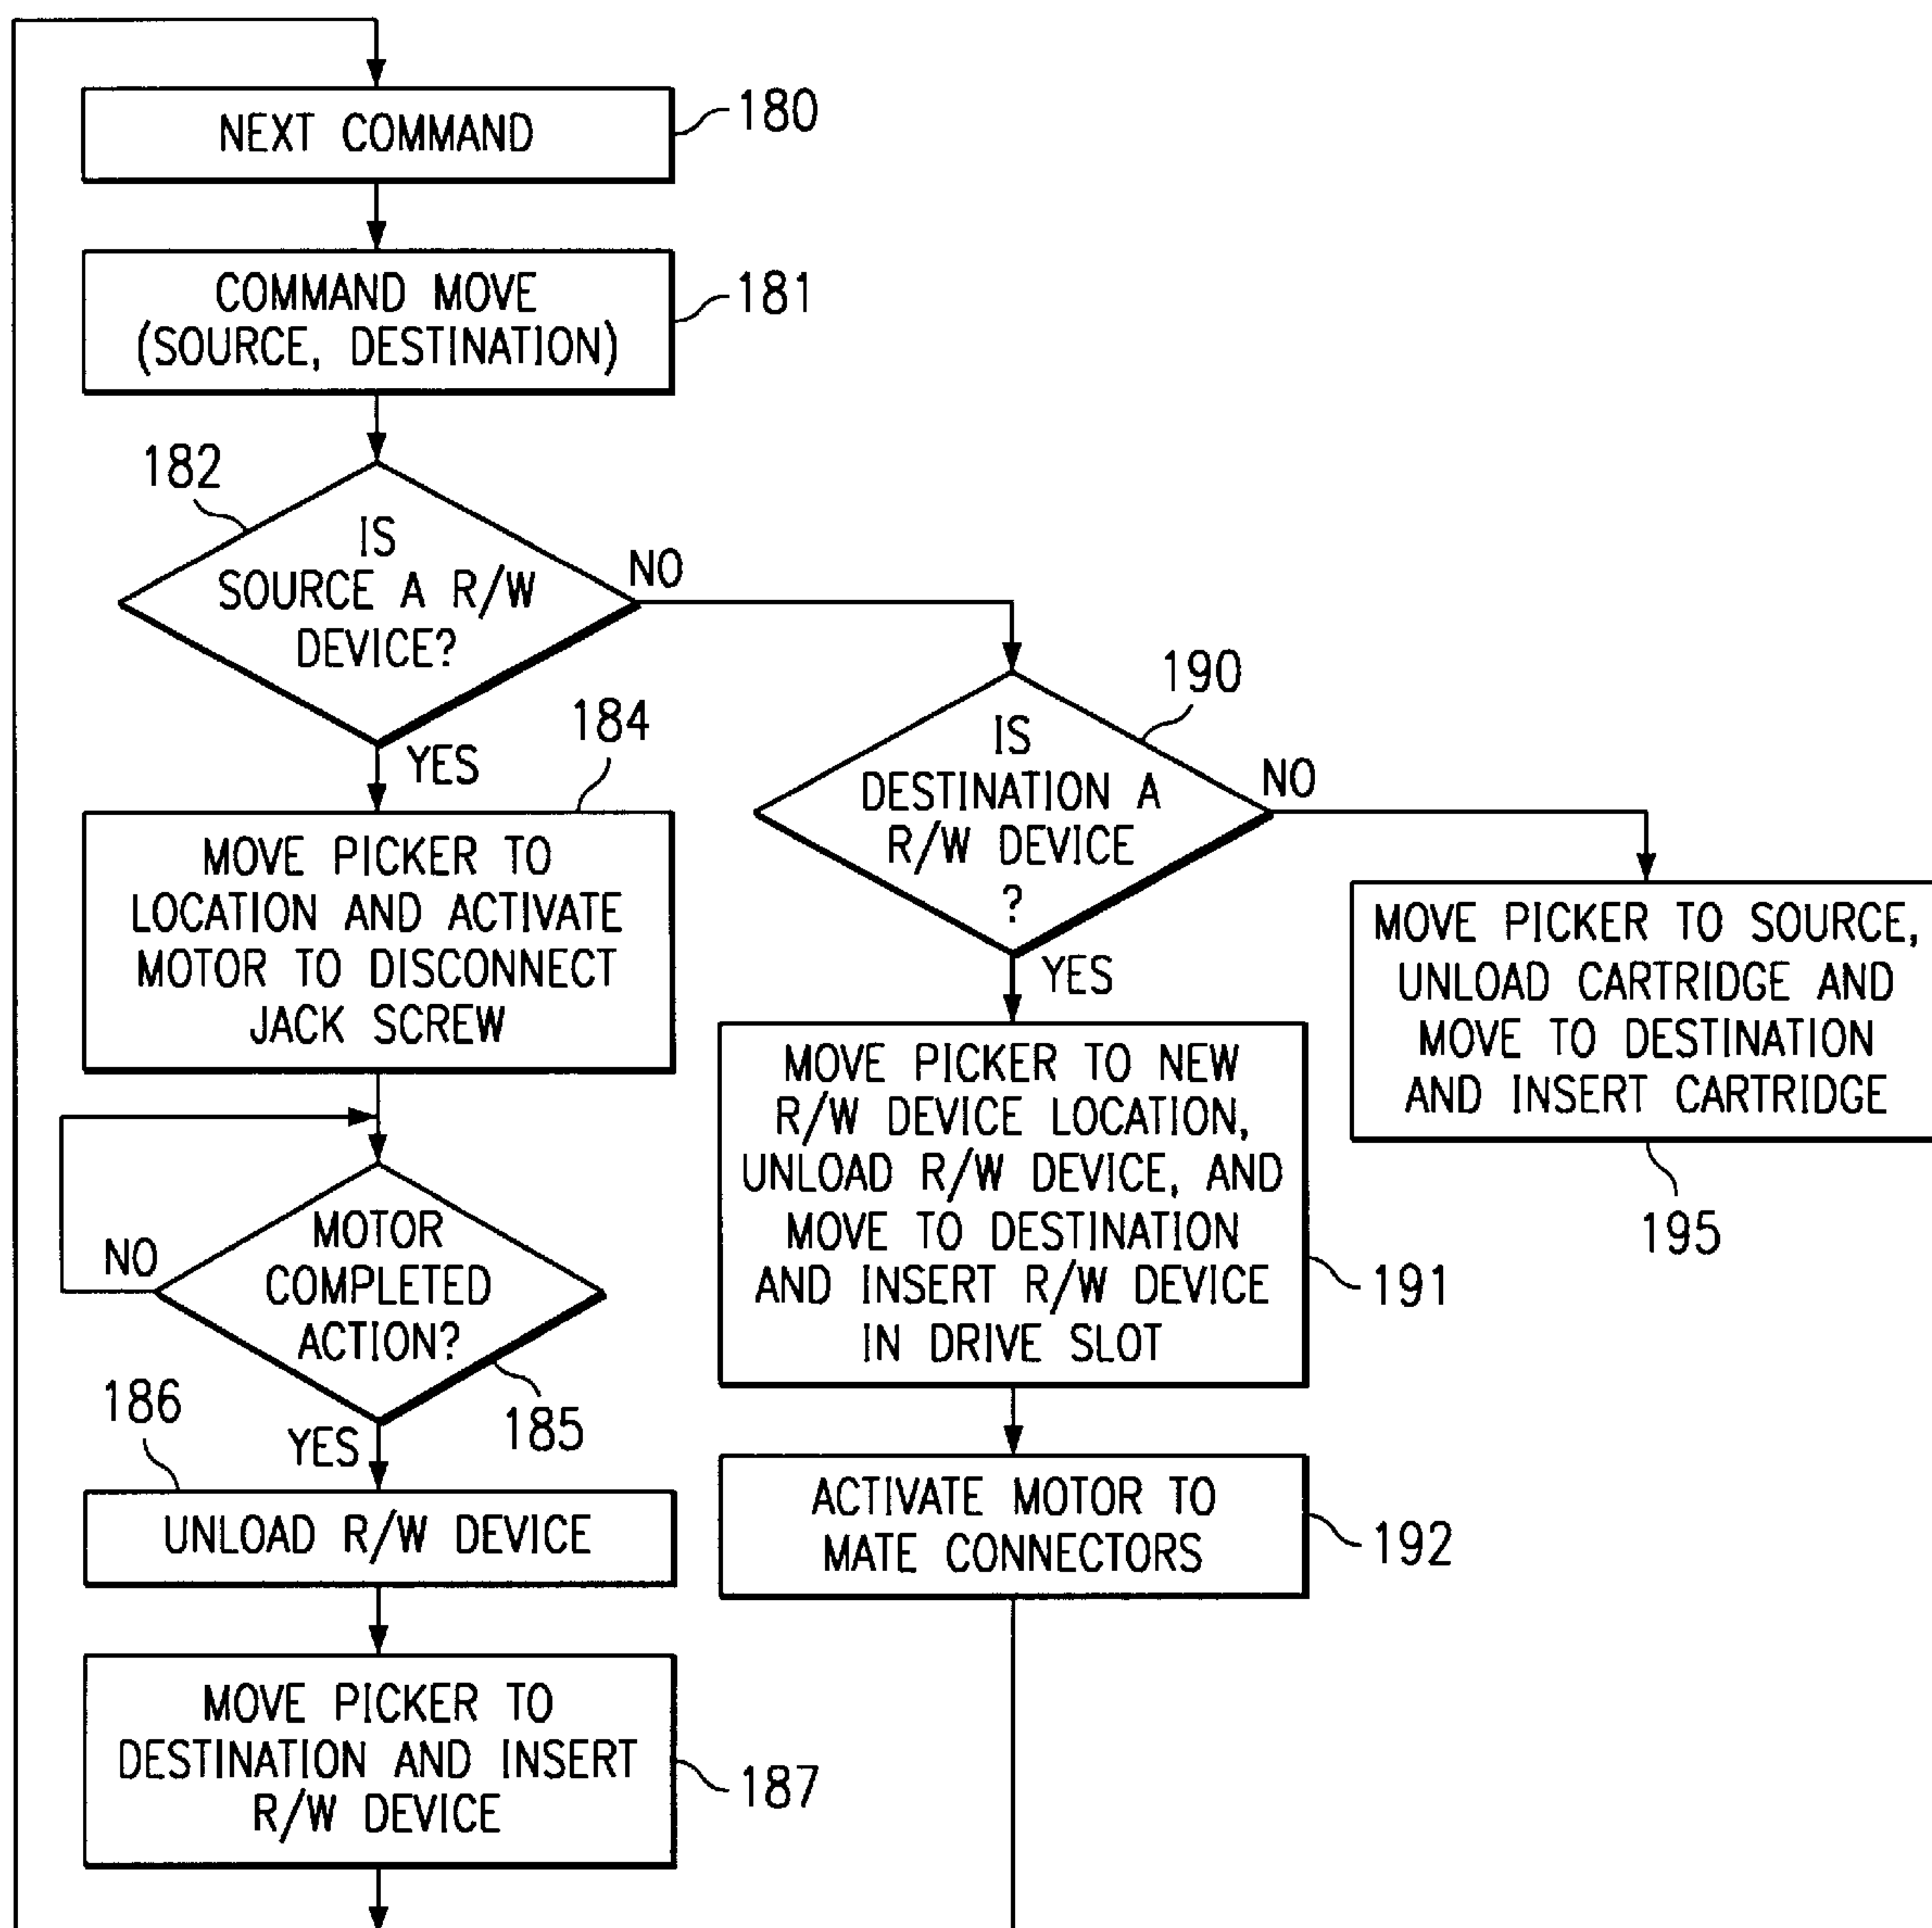 NEXT COMMAND
180
COMMAND MOVE
(SOURCE, DESTINATION)
181
182
IS
SOURCE A R/W
DEVICE?
NO
YES
184
MOVE PICKER TO
LOCATION AND ACTIVATE
MOTOR TO DISCONNECT
JACK SCREW
MOTOR
COMPLETED
ACTION?
NO
185
YES
186
UNLOAD R/W DEVICE
MOVE PICKER TO
DESTINATION AND INSERT
R/W DEVICE
187
190
IS
DESTINATION A
R/W DEVICE
?
NO
YES
MOVE PICKER TO NEW
R/W DEVICE LOCATION,
UNLOAD R/W DEVICE, AND
MOVE TO DESTINATION
AND INSERT R/W DEVICE
IN DRIVE SLOT
191
ACTIVATE MOTOR TO
MATE CONNECTORS
192
MOVE PICKER TO SOURCE,
UNLOAD CARTRIDGE AND
MOVE TO DESTINATION
AND INSERT CARTRIDGE
195